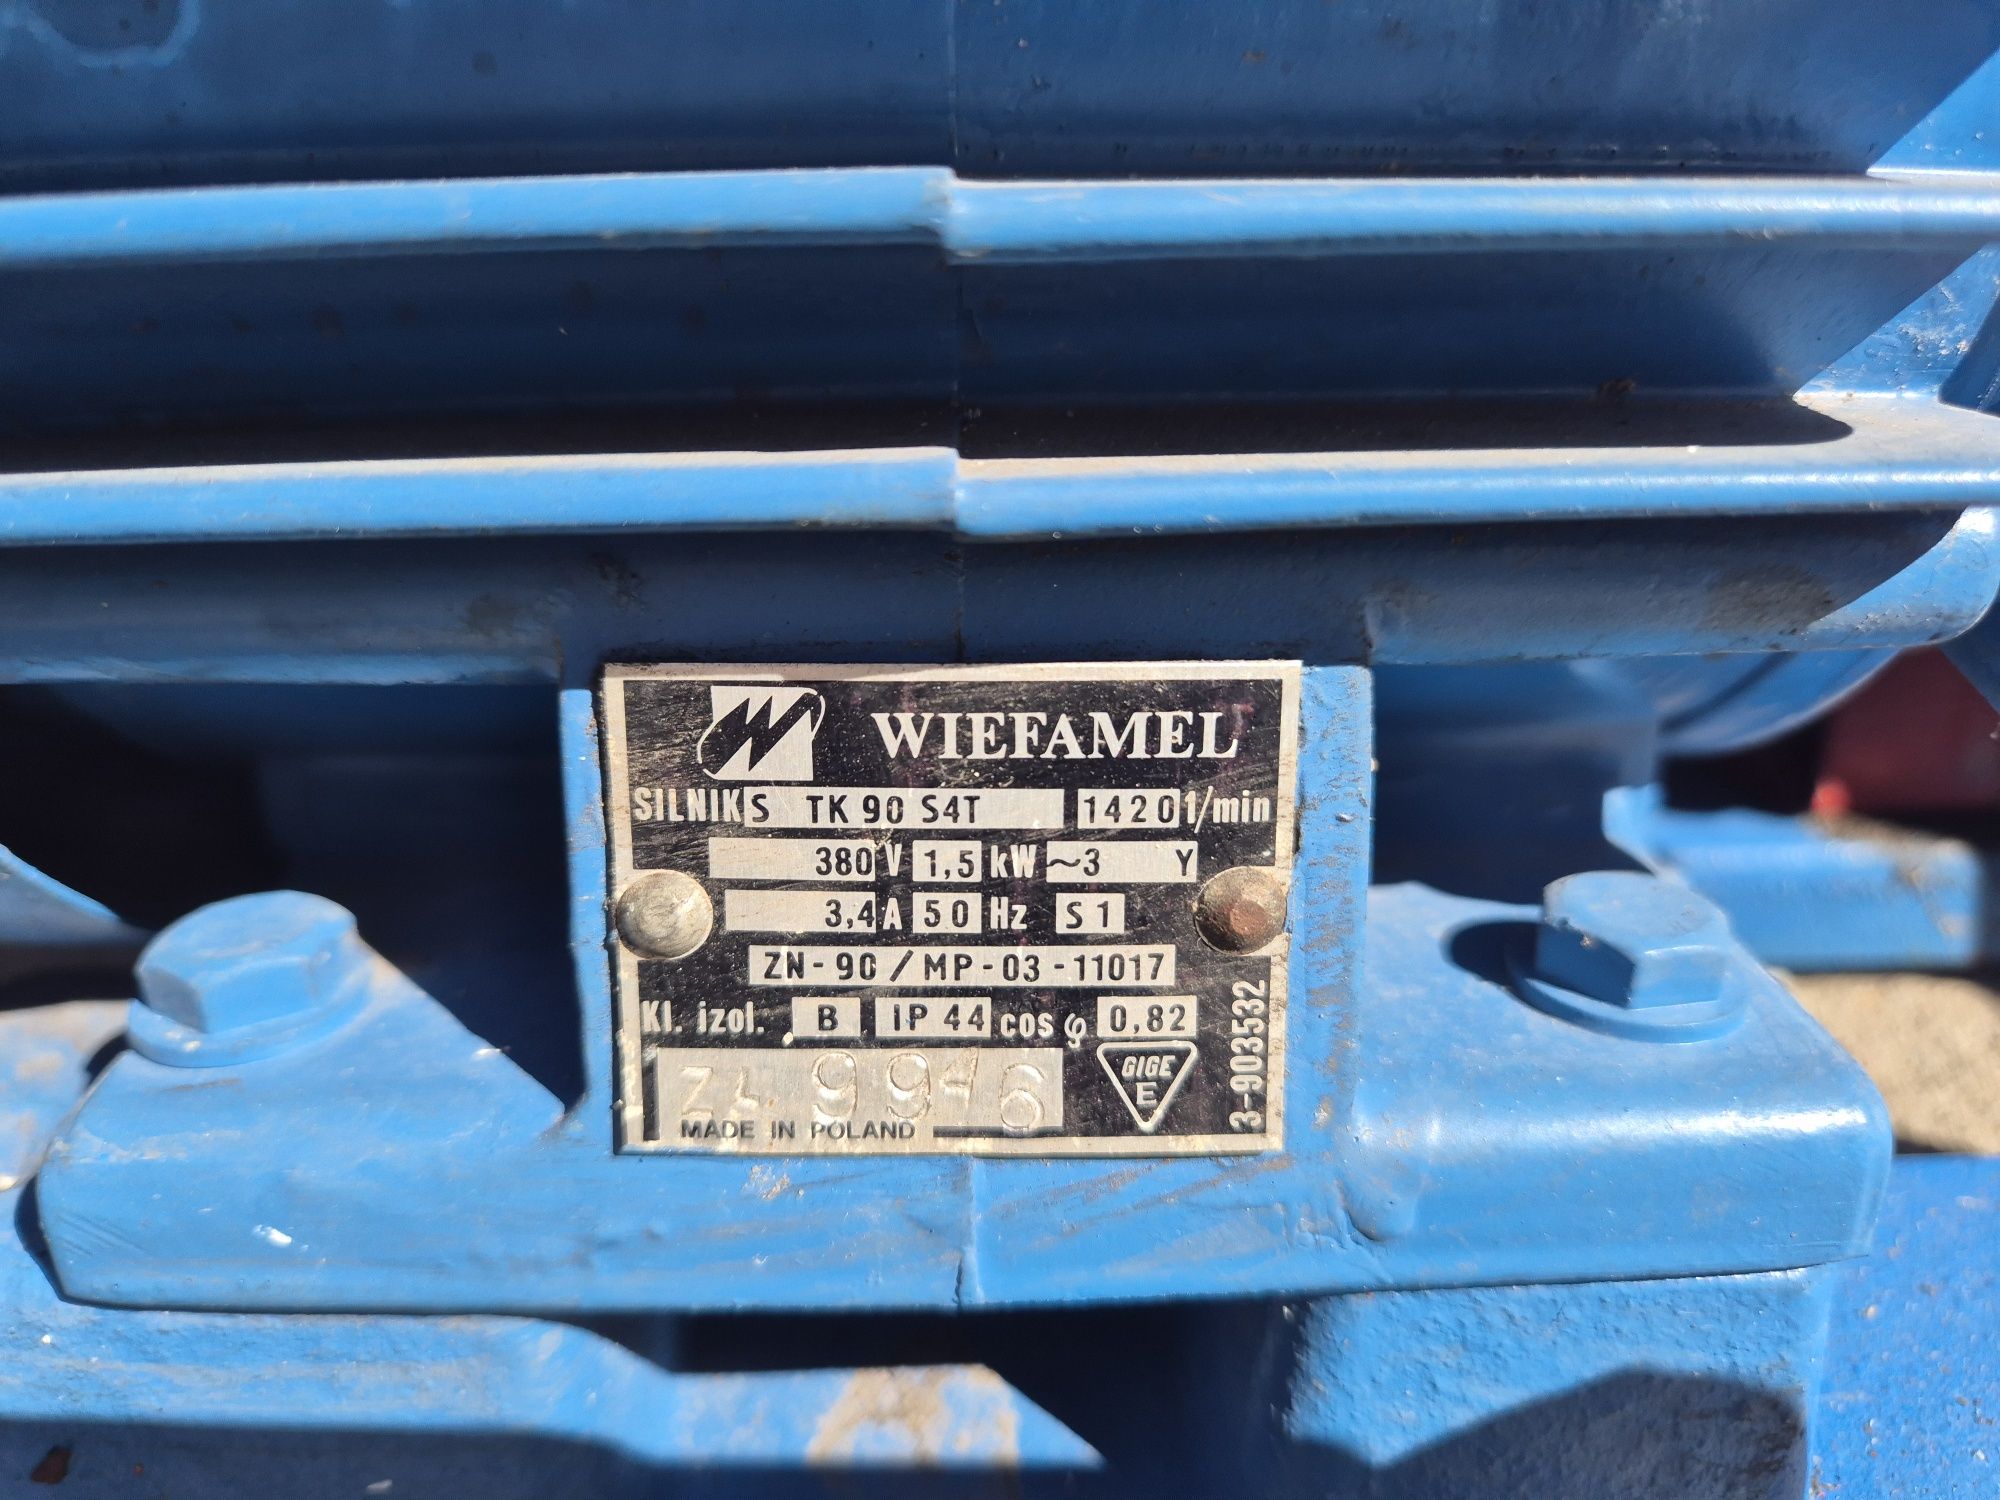 WIEFAMEL
SILNIK S TK 90 S4T 1420 1/min
380 V 1,5 kW ~3 Y
3,4 A 50 Hz S1
ZN-90/MP-03-11017
Kl. izol. B IP 44 cos φ 0,82
GIGE
E
MADE IN POLAND
3-903532